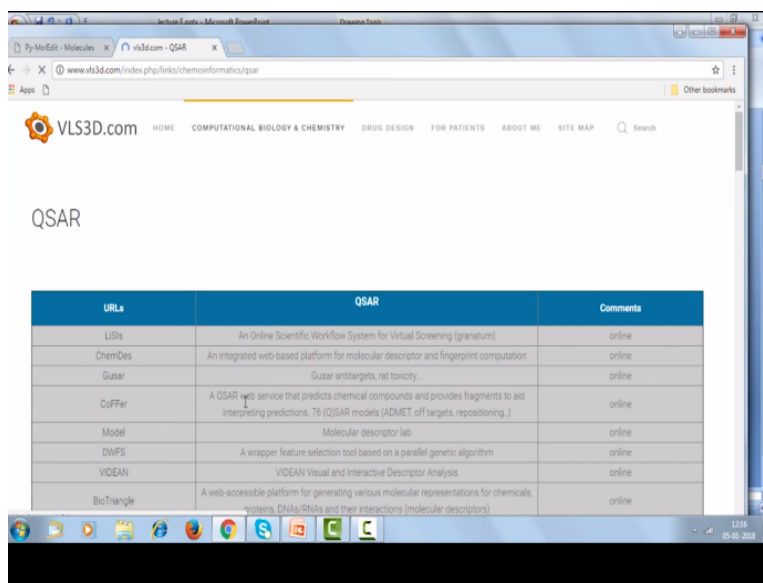 lecture 5.pptx - Microsoft PowerPoint
Drawing Tools
Py-MolEdit - Molecules
vls3d.com - QSAR
www.vls3d.com/index.php/links/chemoinformatics/qsar
Apps
Other bookmarks
VLS3D.com
HOME
COMPUTATIONAL BIOLOGY & CHEMISTRY
DRUG DESIGN
FOR PATIENTS
ABOUT ME
SITE MAP
Search
QSAR
URLs
QSAR
Comments
LiSIs
An Online Scientific Workflow System for Virtual Screening (granatum)
online
ChemDes
An integrated web-based platform for molecular descriptor and fingerprint computation
online
Gusar
Gusar antitargets, rat toxicity...
online
CoFFer
A QSAR web service that predicts chemical compounds and provides fragments to aid
interpreting predictions. 76 (Q)SAR models (ADMET, off targets, repositioning..)
online
Model
Molecular descriptor lab
online
DWFS
A wrapper feature selection tool based on a parallel genetic algorithm
online
VIDEAN
VIDEAN Visual and Interactive Descriptor Analysis
online
BioTriangle
A web-accessible platform for generating various molecular representations for chemicals,
proteins, DNAs/RNAs and their interactions (molecular descriptors)
online
12:16
05-01-2018